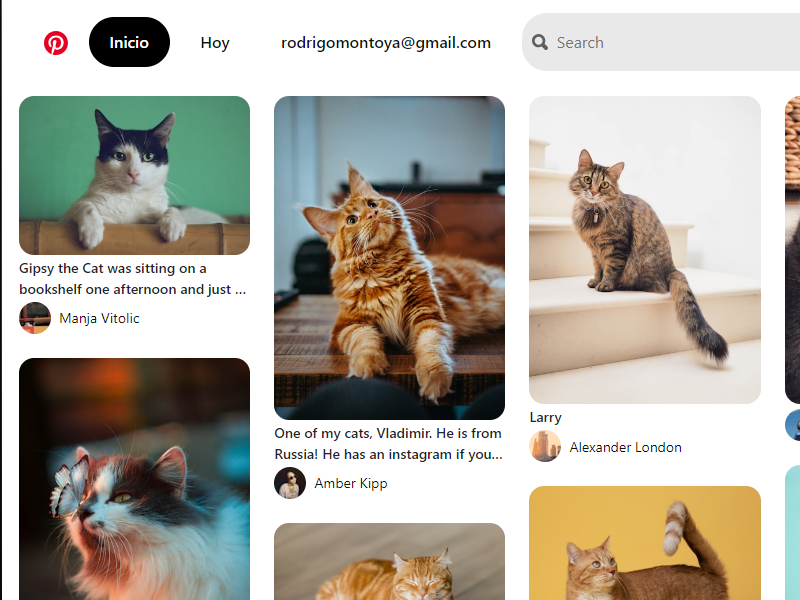 Inicio
Hoy
rodrigomontoya@gmail.com
Search
Gipsy the Cat was sitting on a
bookshelf one afternoon and just ...
Manja Vitolic
One of my cats, Vladimir. He is from
Russia! He has an instagram if you...
Amber Kipp
Larry
Alexander London